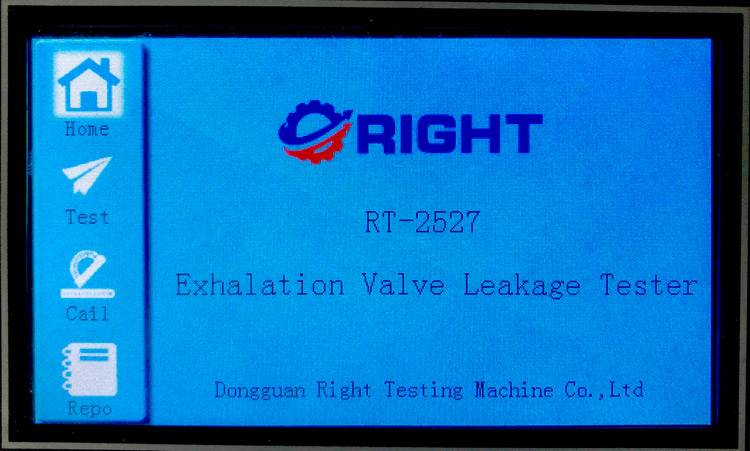 Home
Test
Cail
Repo
RIGHT
RT-2527
Exhalation Valve Leakage Tester
Dongguan Right Testing Machine Co.,Ltd